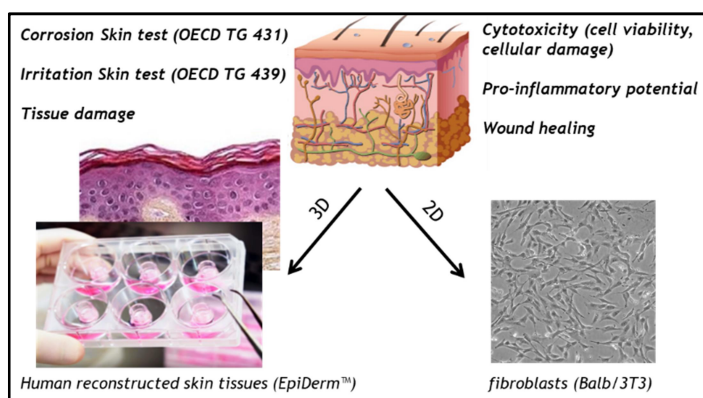 Corrosion Skin test (OECD TG 431)
Irritation Skin test (OECD TG 439)
Tissue damage
Cytotoxicity (cell viability,
cellular damage)
Pro-inflammatory potential
Wound healing
3D
2D
Human reconstructed skin tissues (EpiDerm™)
fibroblasts (Balb/3T3)